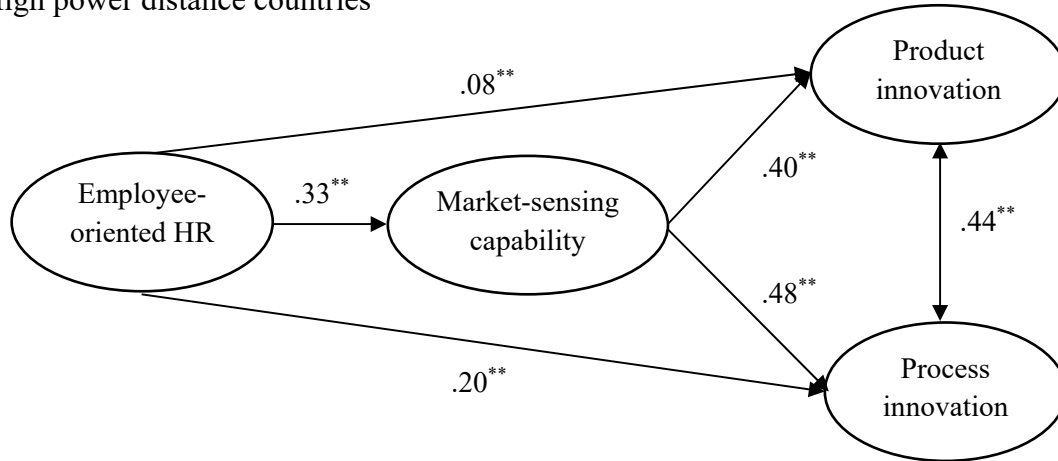 High power distance countries
Product
innovation
.08**
.40**
Employee-
oriented HR
.33**
Market-sensing
capability
.44**
.48**
.20**
Process
innovation